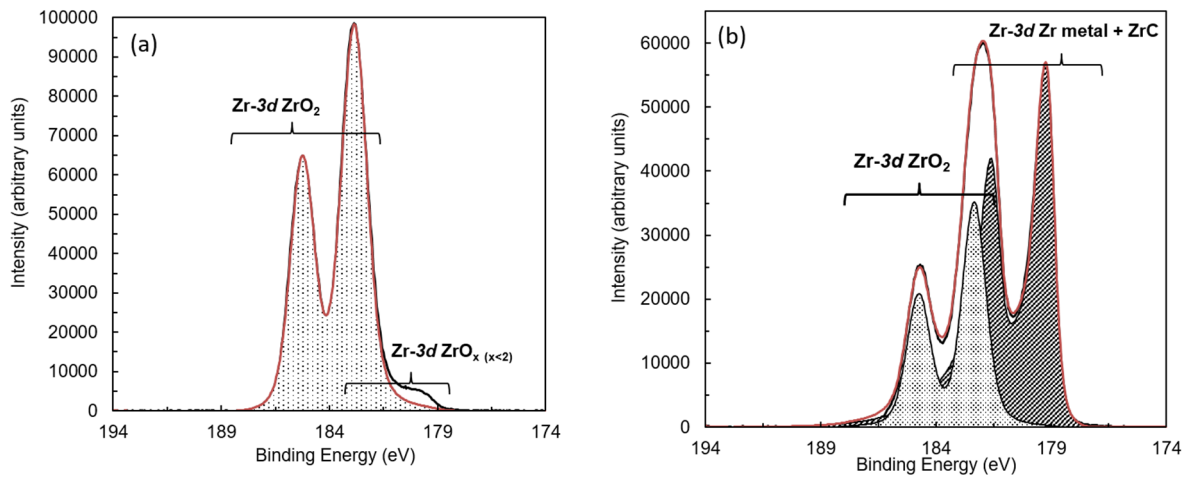 (a)
100000
90000
80000
70000
60000
50000
40000
30000
20000
10000
0
Intensity (arbitrary units)
Zr-3d ZrO2
Zr-3d ZrOx (x<2)
194
189
184
179
174
Binding Energy (eV)
(b)
60000
50000
40000
30000
20000
10000
0
Intensity (arbitrary units)
Zr-3d Zr metal + ZrC
Zr-3d ZrO2
194
189
184
179
174
Binding Energy (eV)